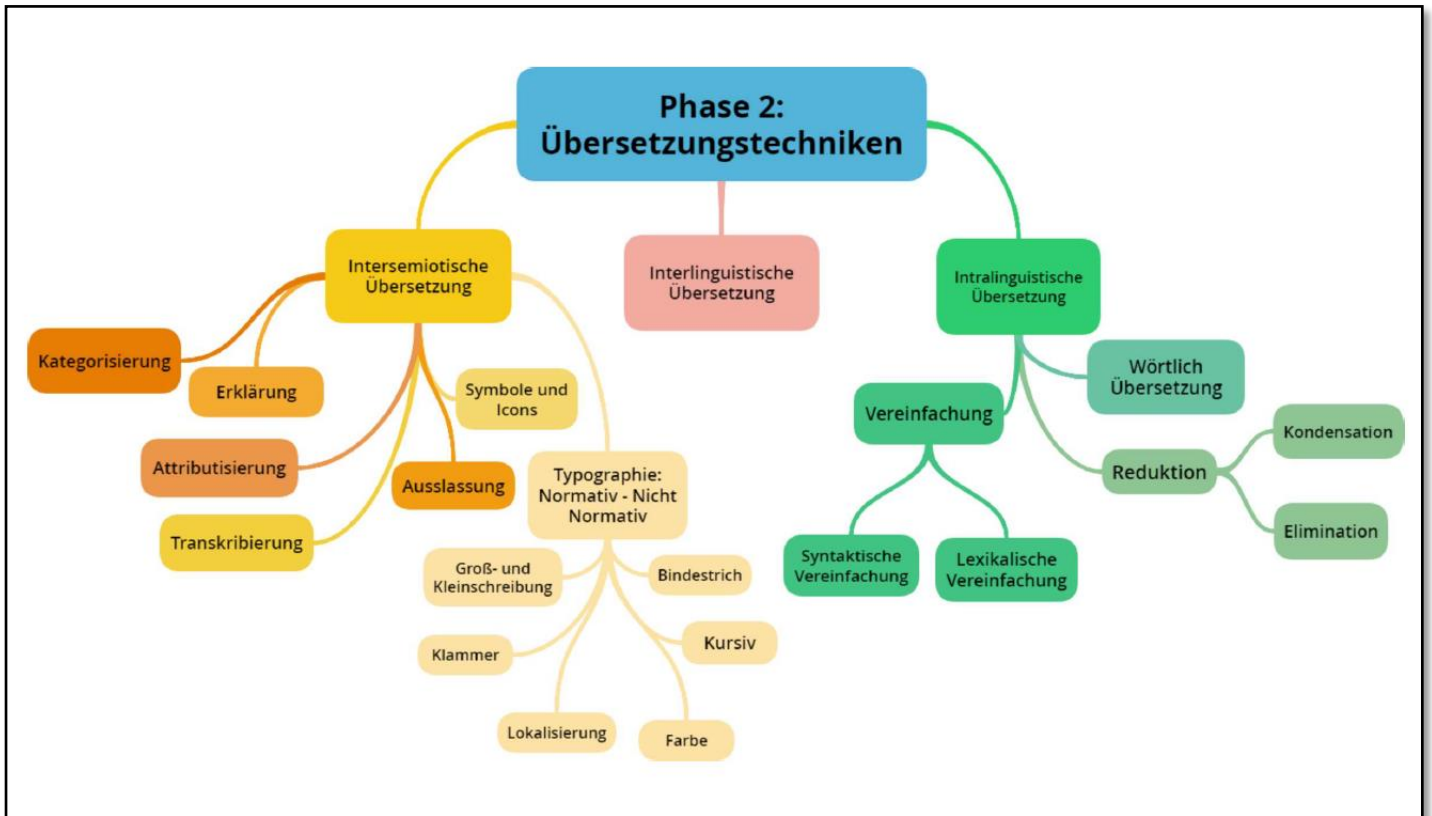 Phase 2:
Übersetzungstechniken
Intersemiotische
Übersetzung
Interlinguistische
Übersetzung
Intralinguistische
Übersetzung
Kategorisierung
Erklärung
Attributisierung
Transkribierung
Ausslassung
Symbole und
Icons
Typographie:
Normativ - Nicht
Normativ
Groß- und
Kleinschreibung
Klammer
Lokalisierung
Farbe
Kursiv
Bindestrich
Vereinfachung
Syntaktische
Vereinfachung
Lexikalische
Vereinfachung
Wörtlich
Übersetzung
Reduktion
Kondensation
Elimination